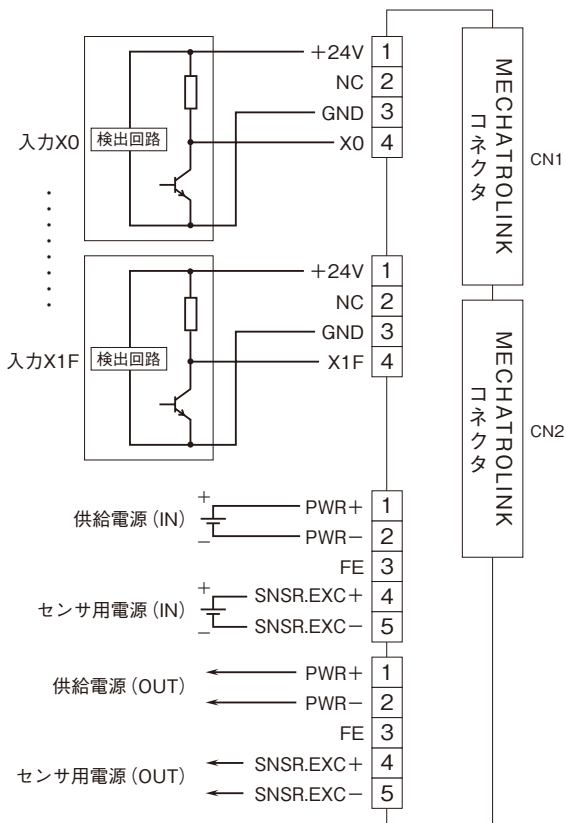 +24V 1
NC 2
GND 3
X0 4
入力X0
検出回路
MECHATROLINK
コネクタ
CN1
+24V 1
NC 2
GND 3
X1F 4
入力X1F
検出回路
MECHATROLINK
コネクタ
CN2
供給電源(IN)
+
−
PWR+ 1
PWR− 2
FE 3
センサ用電源(IN)
+
−
SNSR.EXC+ 4
SNSR.EXC− 5
供給電源(OUT)
PWR+ 1
PWR− 2
FE 3
センサ用電源(OUT)
SNSR.EXC+ 4
SNSR.EXC− 5